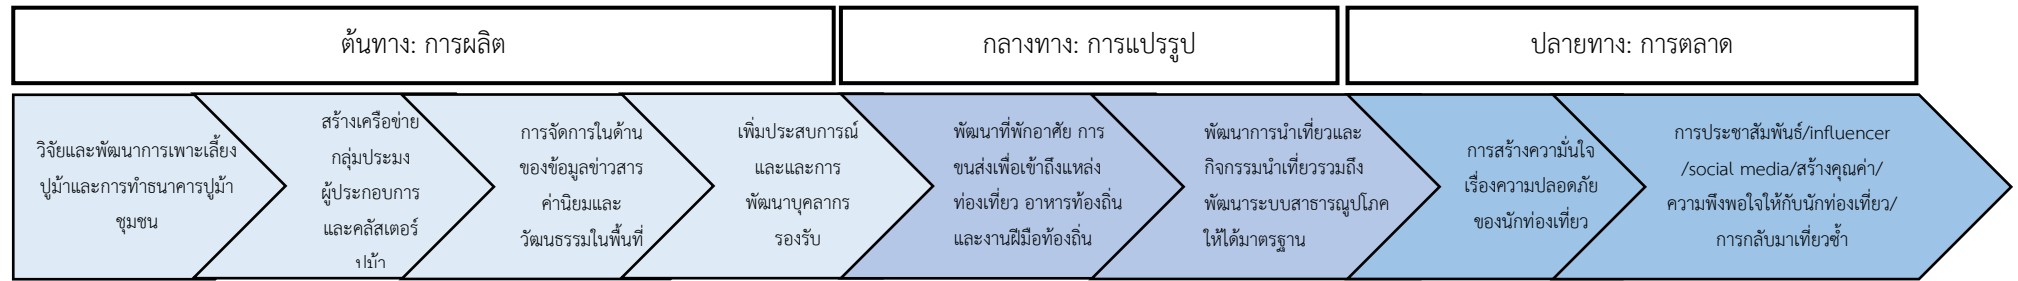 ต้นทาง: การผลิต
กลางทาง: การแปรรูป
ปลายทาง: การตลาด
วิจัยและพัฒนาการเพาะเลี้ยง
ปูม้าและการทำธนาคารปูม้า
ชุมชน
สร้างเครือข่าย
กลุ่มประมง
ผู้ประกอบการ
และคลัสเตอร์
ปูม้า
การจัดการในด้าน
ของข้อมูลข่าวสาร
ค่านิยมและ
วัฒนธรรมในพื้นที่
เพิ่มประสบการณ์
และและการ
พัฒนาบุคลากร
รองรับ
พัฒนาที่พักอาศัย การ
ขนส่งเพื่อเข้าถึงแหล่ง
ท่องเที่ยว อาหารท้องถิ่น
และงานฝีมือท้องถิ่น
พัฒนาการนำเที่ยวและ
กิจกรรมนำเที่ยวรวมถึง
พัฒนาระบบสาธารณูปโภค
ให้ได้มาตรฐาน
การสร้างความั่นใจ
เรื่องความปลอดภัย
ของนักท่องเที่ยว
การประชาสัมพันธ์/influencer
/social media/สร้างคุณค่า/
ความพึงพอใจให้กับนักท่องเที่ยว/
การกลับมาเที่ยวซ้ำ